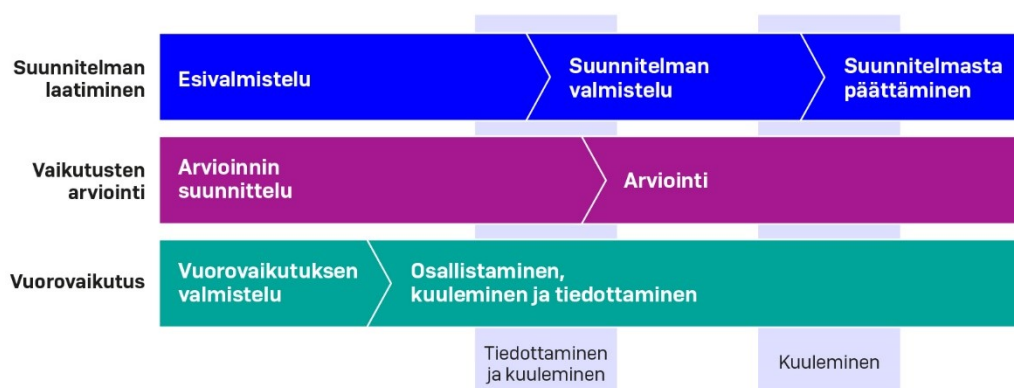 Suunnitelman
laatiminen
Esivalmistelu
Suunnitelman
valmistelu
Suunnitelmasta
päättäminen
Vaikutusten
arviointi
Arvioinnin
suunnittelu
Arviointi
Vuorovaikutus
Vuorovaikutuksen
valmistelu
Osallistaminen,
kuuleminen ja tiedottaminen
Tiedottaminen
ja kuuleminen
Kuuleminen